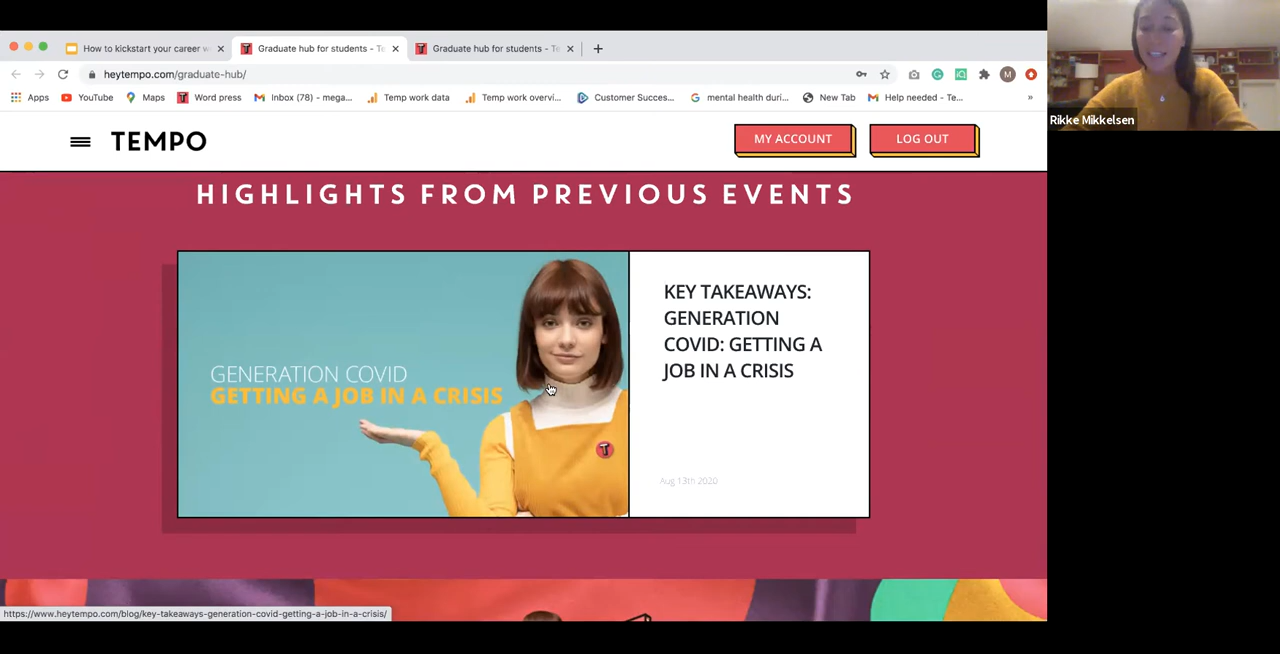 How to kickstart your career w
Graduate hub for students - Te
Graduate hub for students - Te
heytempo.com/graduate-hub/
M
Apps
YouTube
Maps
Word press
Inbox (78) - mega...
Temp work data
Temp work overvi...
Customer Succes...
mental health duri...
New Tab
Help needed - Te...
»
Rikke Mikkelsen
TEMPO
MY ACCOUNT
LOG OUT
HIGHLIGHTS FROM PREVIOUS EVENTS
GENERATION COVID
GETTING A JOB IN A CRISIS
T
KEY TAKEAWAYS:
GENERATION
COVID: GETTING A
JOB IN A CRISIS
Aug 13th 2020
https://www.heytempo.com/blog/key-takeaways-generation-covid-getting-a-job-in-a-crisis/